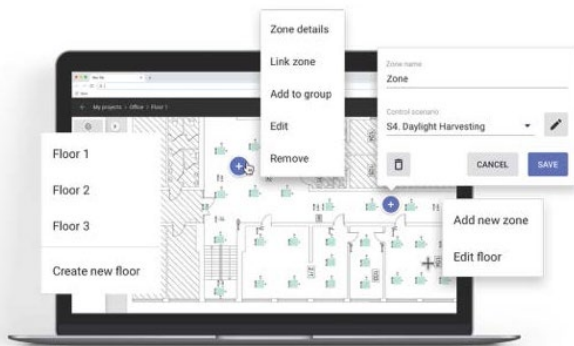 Zone details
Link zone
Add to group
Edit
Remove
Zone name
Zone
Control scenario
S4. Daylight Harvesting
CANCEL
SAVE
My projects > Office > Floor 1
Floor 1
Floor 2
Floor 3
Create new floor
Add new zone
Edit floor